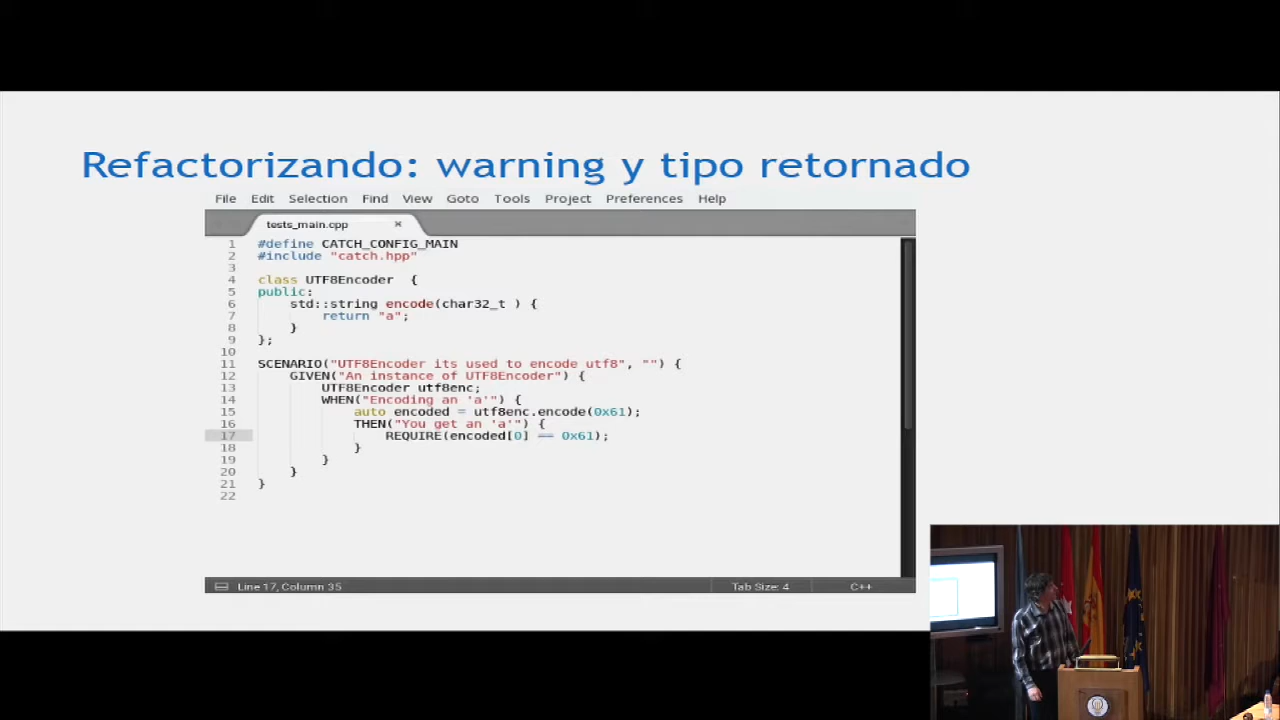 Refactorizando: warning y tipo retornado
File Edit Selection Find View Goto Tools Project Preferences Help
tests_main.cpp ×
1 #define CATCH_CONFIG_MAIN
2 #include "catch.hpp"
3
4 class UTF8Encoder {
5 public:
6 std::string encode(char32_t ) {
7 return "a";
8 }
9 };
10
11 SCENARIO("UTF8Encoder its used to encode utf8", "") {
12 GIVEN("An instance of UTF8Encoder") {
13 UTF8Encoder utf8enc;
14 WHEN("Encoding an 'a'") {
15 auto encoded = utf8enc.encode(0x61);
16 THEN("You get an 'a'") {
17 REQUIRE(encoded[0] == 0x61);
18 }
19 }
20 }
21 }
22
Line 17, Column 35 Tab Size: 4 C++